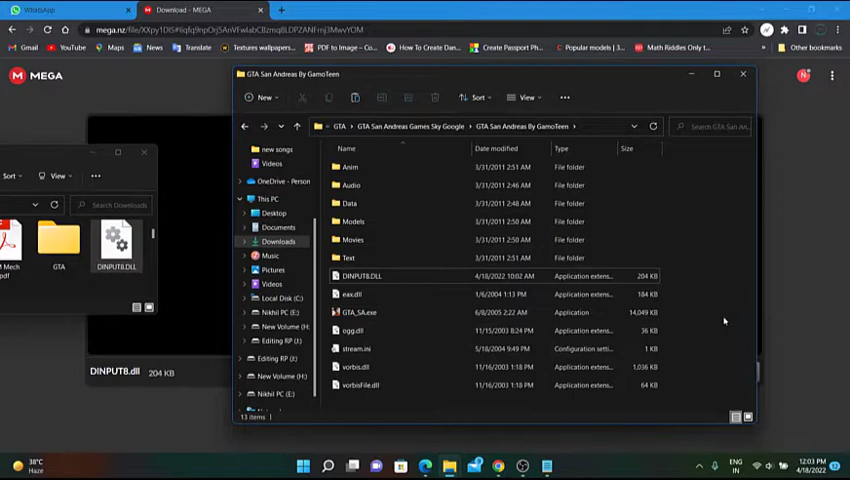 WhatsApp
Download - MEGA
mega.nz/file/
Gmail
YouTube
Maps
News
Translate
Textures wallpapers...
PDF to Image – Co...
How To Create Dan...
Create Passport Ph...
Popular models | 3...
Math Riddles Only I...
Other bookmarks
MEGA
GTA San Andreas By GamoTeen
New
Sort
View
GTA > GTA San Andreas Games Sky Google > GTA San Andreas By GamoTeen >
Search GTA San An...
Name
Date modified
Type
Size
new songs
Videos
OneDrive - Person
This PC
Desktop
Documents
Downloads
Music
Pictures
Videos
Local Disk (C:)
Nikhil PC (E:)
New Volume (H:
Editing RP (I:)
Editing RP (I:)
New Volume (H:)
Nikhil PC (E:)
Anim 3/31/2011 2:51 AM File folder
Audio 3/31/2011 2:46 AM File folder
Data 3/31/2011 2:48 AM File folder
Models 3/31/2011 2:50 AM File folder
Movies 3/31/2011 2:50 AM File folder
Text 3/31/2011 2:51 AM File folder
DINPUT8.DLL 4/18/2022 10:02 AM Application extens... 204 KB
eax.dll 1/6/2004 1:13 PM Application extens... 184 KB
GTA_SA.exe 6/8/2005 2:22 AM Application 14,049 KB
ogg.dll 11/15/2003 8:24 PM Application extens... 36 KB
stream.ini 5/18/2004 9:49 PM Configuration setti... 1 KB
vorbis.dll 11/16/2003 1:18 PM Application extens... 1,036 KB
vorbisFile.dll 11/16/2003 1:18 PM Application extens... 64 KB
13 items
Sort
View
Search Downloads
M Mech
pdf
GTA
DINPUT8.DLL
DINPUT8.dll 204 KB
38°C
Haze
ENG
IN
12:03 PM
4/18/2022